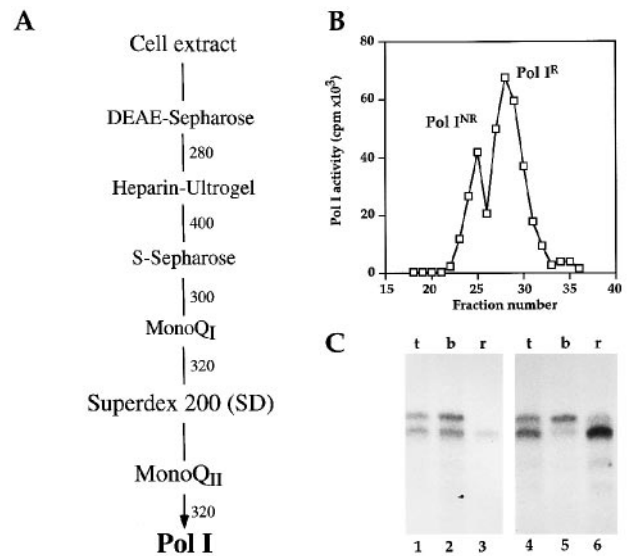 A
Cell extract
DEAE-Sepharose
280
Heparin-Ultrogel
400
S-Sepharose
300
MonoQI
320
Superdex 200 (SD)
MonoQII
320
Pol I
B
Pol I activity (cpm x10³)
80
60
40
20
0
Pol Iᴺᴿ
Pol Iᴿ
15 20 25 30 35 40
Fraction number
C
t b r t b r
1 2 3 4 5 6